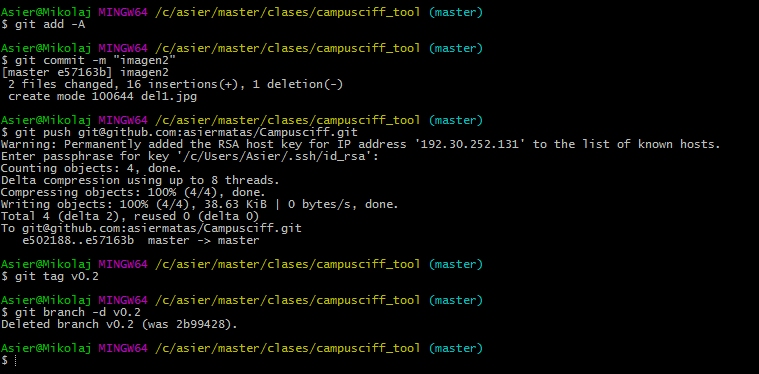 Asier@Mikolaj MINGW64 /c/asier/master/clases/campusciff_tool (master)
$ git add -A
Asier@Mikolaj MINGW64 /c/asier/master/clases/campusciff_tool (master)
$ git commit -m "imagen2"
[master e57163b] imagen2
 2 files changed, 16 insertions(+), 1 deletion(-)
 create mode 100644 del1.jpg
Asier@Mikolaj MINGW64 /c/asier/master/clases/campusciff_tool (master)
$ git push git@github.com:asiermatas/Campusciff.git
Warning: Permanently added the RSA host key for IP address '192.30.252.131' to the list of known hosts.
Enter passphrase for key '/c/Users/Asier/.ssh/id_rsa':
Counting objects: 4, done.
Delta compression using up to 8 threads.
Compressing objects: 100% (4/4), done.
Writing objects: 100% (4/4), 38.63 KiB | 0 bytes/s, done.
Total 4 (delta 2), reused 0 (delta 0)
To git@github.com:asiermatas/Campusciff.git
   e502188..e57163b  master -> master
Asier@Mikolaj MINGW64 /c/asier/master/clases/campusciff_tool (master)
$ git tag v0.2
Asier@Mikolaj MINGW64 /c/asier/master/clases/campusciff_tool (master)
$ git branch -d v0.2
Deleted branch v0.2 (was 2b99428).
Asier@Mikolaj MINGW64 /c/asier/master/clases/campusciff_tool (master)
$